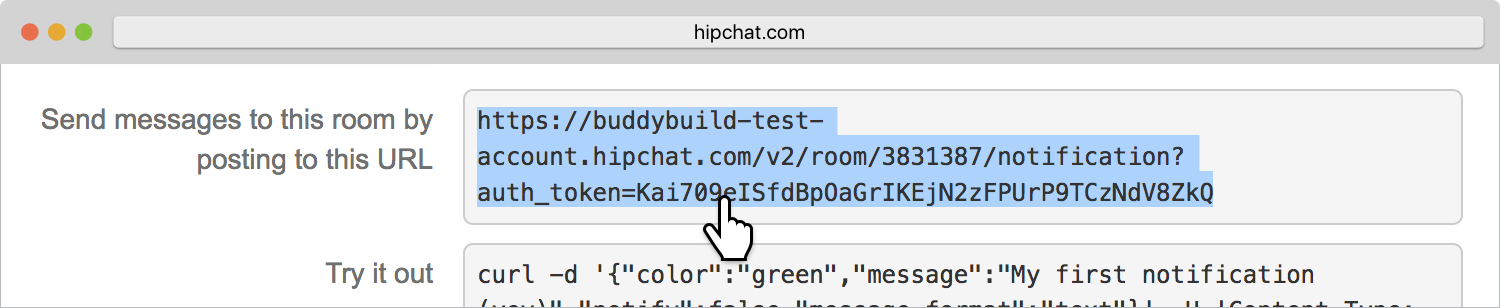 hipchat.com
Send messages to this room by
posting to this URL
https://buddybuild-test-
account.hipchat.com/v2/room/3831387/notification?
auth_token=Kai709eISfdBpOaGrIKEjN2zFPUrP9TCzNdV8ZkQ
Try it out
curl -d '{"color":"green","message":"My first notification